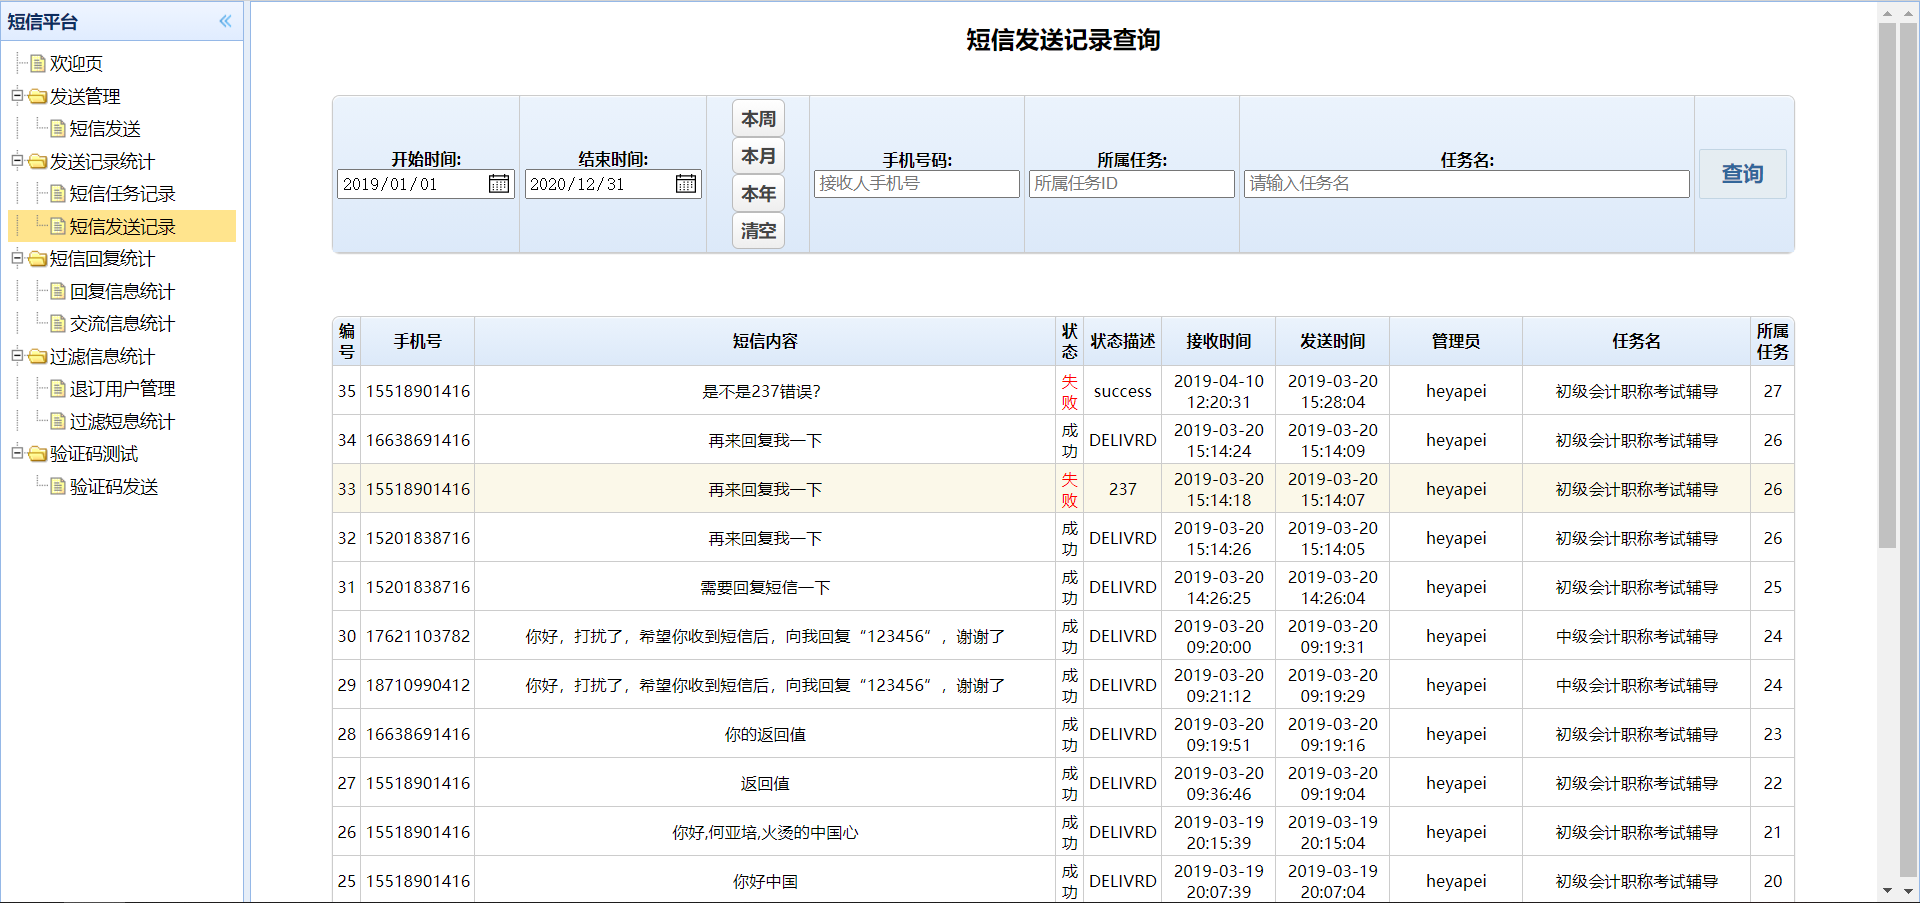 短信平台
欢迎页
发送管理
短信发送
发送记录统计
短信任务记录
短信发送记录
短信回复统计
回复信息统计
交流信息统计
过滤信息统计
退订用户管理
过滤短息统计
验证码测试
验证码发送
短信发送记录查询
开始时间:
2019/01/01
结束时间:
2020/12/31
本周
本月
本年
清空
手机号码:
接收人手机号
所属任务:
所属任务ID
任务名:
请输入任务名
查询
编号 手机号 短信内容 状态 状态描述 接收时间 发送时间 管理员 任务名 所属任务
35 15518901416 是不是237错误? 失败 success 2019-04-10 12:20:31 2019-03-20 15:28:04 heyapei 初级会计职称考试辅导 27
34 16638691416 再来回复我一下 成功 DELIVRD 2019-03-20 15:14:24 2019-03-20 15:14:09 heyapei 初级会计职称考试辅导 26
33 15518901416 再来回复我一下 失败 237 2019-03-20 15:14:18 2019-03-20 15:14:07 heyapei 初级会计职称考试辅导 26
32 15201838716 再来回复我一下 成功 DELIVRD 2019-03-20 15:14:26 2019-03-20 15:14:05 heyapei 初级会计职称考试辅导 26
31 15201838716 需要回复短信一下 成功 DELIVRD 2019-03-20 14:26:25 2019-03-20 14:26:04 heyapei 初级会计职称考试辅导 25
30 17621103782 你好，打扰了，希望你收到短信后，向我回复“123456”，谢谢了 成功 DELIVRD 2019-03-20 09:20:00 2019-03-20 09:19:31 heyapei 中级会计职称考试辅导 24
29 18710990412 你好，打扰了，希望你收到短信后，向我回复“123456”，谢谢了 成功 DELIVRD 2019-03-20 09:21:12 2019-03-20 09:19:29 heyapei 中级会计职称考试辅导 24
28 16638691416 你的返回值 成功 DELIVRD 2019-03-20 09:19:51 2019-03-20 09:19:16 heyapei 初级会计职称考试辅导 23
27 15518901416 返回值 成功 DELIVRD 2019-03-20 09:36:46 2019-03-20 09:19:04 heyapei 初级会计职称考试辅导 22
26 15518901416 你好,何亚培,火烫的中国心 成功 DELIVRD 2019-03-19 20:15:39 2019-03-19 20:15:04 heyapei 初级会计职称考试辅导 21
25 15518901416 你好中国 成功 DELIVRD 2019-03-19 20:07:39 2019-03-19 20:07:04 heyapei 初级会计职称考试辅导 20